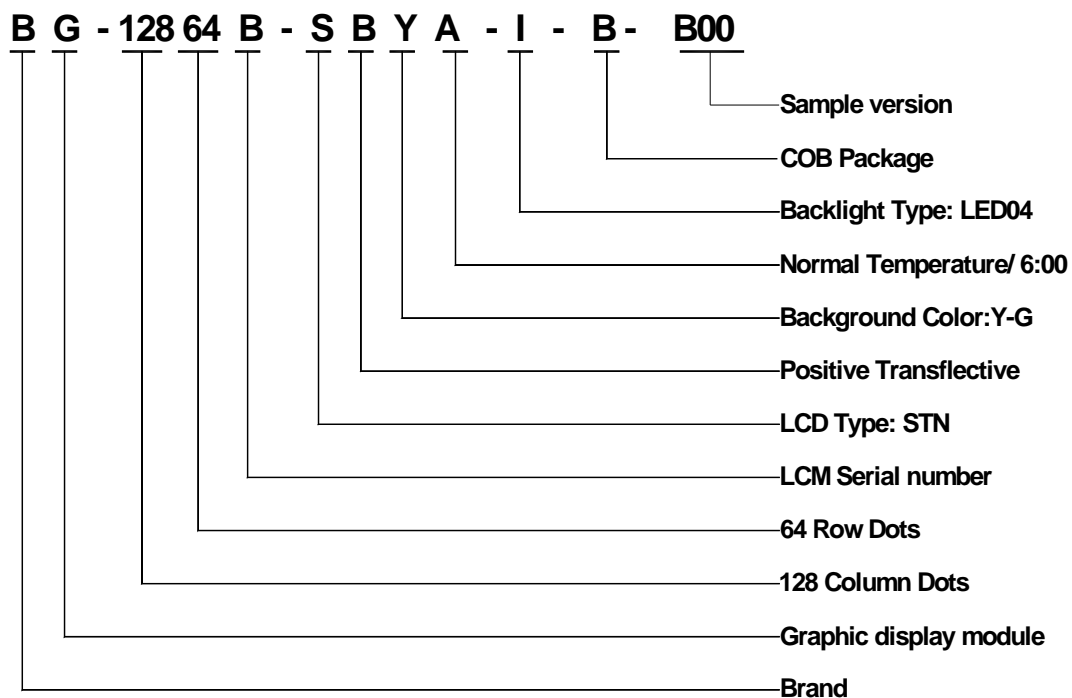 B G - 128 64 B - S B Y A - I - B - B00
Sample version
COB Package
Backlight Type: LED04
Normal Temperature/ 6:00
Background Color:Y-G
Positive Transflective
LCD Type: STN
LCM Serial number
64 Row Dots
128 Column Dots
Graphic display module
Brand